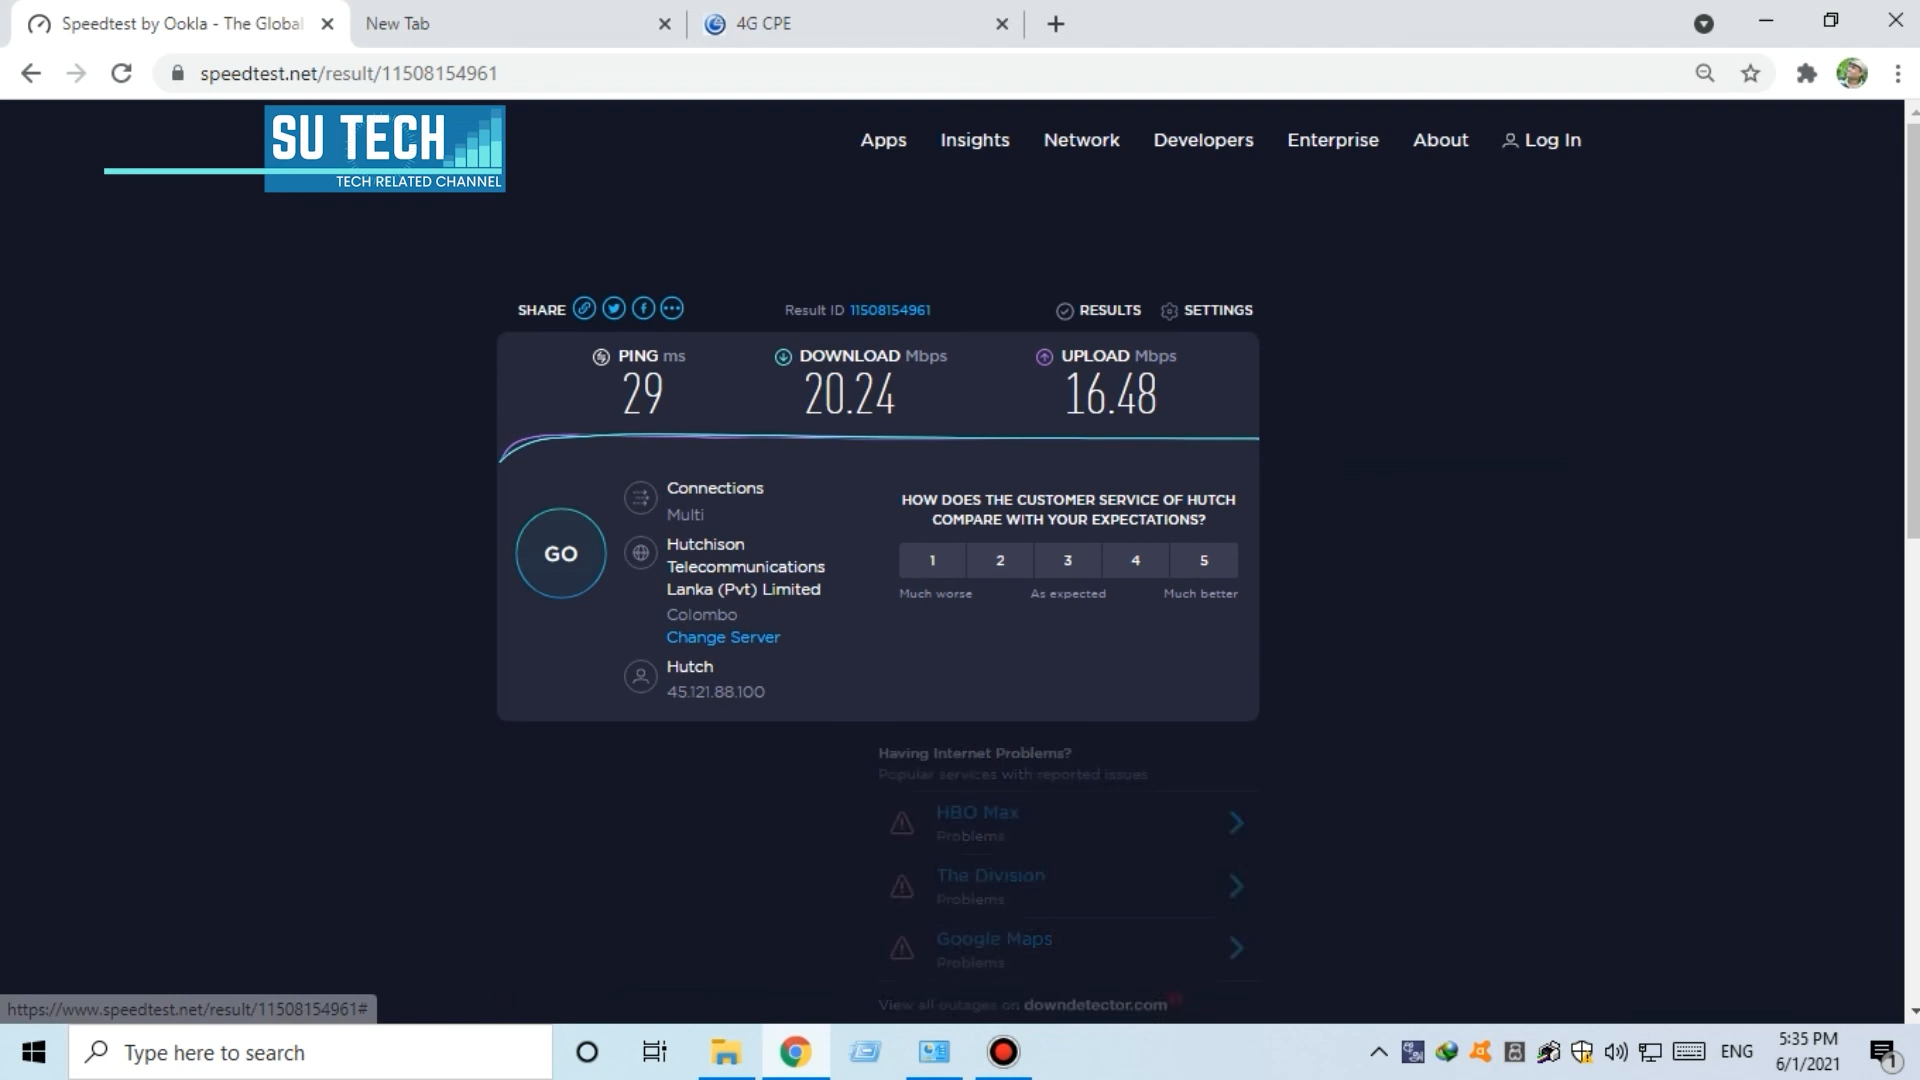 Speedtest by Ookla - The Global
New Tab
4G CPE
speedtest.net/result/11508154961
SU TECH
TECH RELATED CHANNEL
Apps Insights Network Developers Enterprise About Log In
SHARE Result ID 11508154961 RESULTS SETTINGS
PING ms DOWNLOAD Mbps UPLOAD Mbps
29 20.24 16.48
Connections
Multi
Hutchison
Telecommunications
Lanka (Pvt) Limited
Colombo
Change Server
Hutch
45.121.88.100
GO
HOW DOES THE CUSTOMER SERVICE OF HUTCH
COMPARE WITH YOUR EXPECTATIONS?
1 2 3 4 5
Much worse As expected Much better
Having Internet Problems?
Popular services with reported issues
HBO Max
Problems
The Division
Problems
Google Maps
Problems
View all outages on downdetector.com
https://www.speedtest.net/result/11508154961#
Type here to search
ENG
5:35 PM
6/1/2021
1